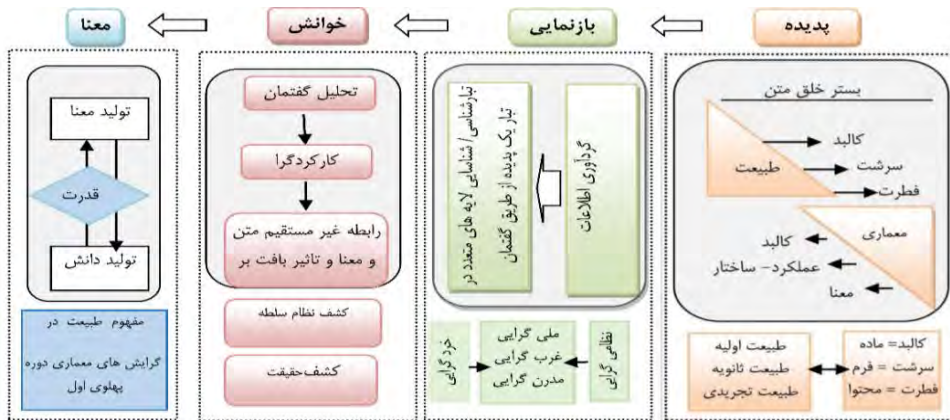 پدیده
بازنمایی
خوانش
معنا
بستر خلق متن
طبیعت
کالبد
سرشت
فطرت
معماری
کالبد
عملکرد- ساختار
معنا
کالبد= ماده
سرشت = فرم
فطرت = محتوا
طبیعت اولیه
طبیعت ثانویه
طبیعت تجریدی
گردآوری اطلاعات
تبارشناسی/ شناسایی لایه های متعدد در
تبار یک پدیده از طریق گفتمان
نظامی گرایی
ملی گرایی
غرب گرایی
مدرن گرایی
خرد گرایی
تحلیل گفتمان
کارکردگرا
رابطه غیر مستقیم متن
و معنا و تاثیر بافت بر
کشف نظام سلطه
کشف حقیقت
تولید معنا
قدرت
تولید دانش
مفهوم طبیعت در
گرایش های معماری دوره
پهلوی اول